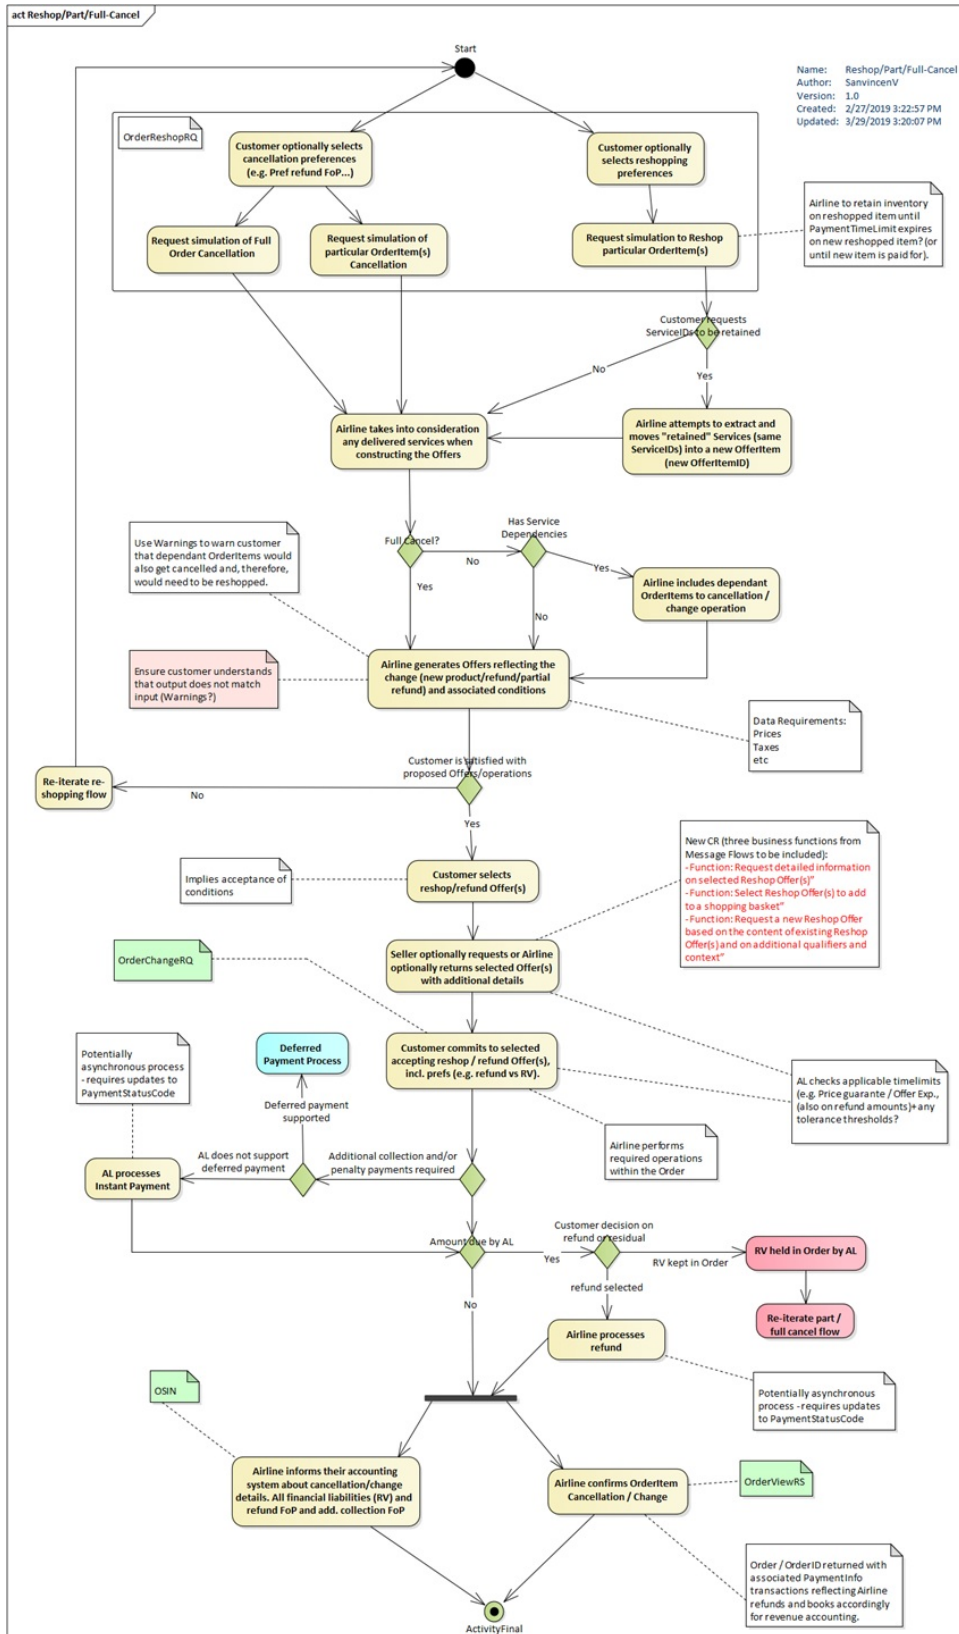 act Reshop/Part/Full-Cancel
Start
Name: Reshop/Part/Full-Cancel
Author: SanvincenV
Version: 1.0
Created: 2/27/2019 3:22:57 PM
Updated: 3/29/2019 3:20:07 PM
OrderReshopRQ
Customer optionally selects
cancellation preferences
(e.g. Pref refund FoP...)
Customer optionally
selects reshopping
preferences
Airline to retain inventory
on reshopped item until
PaymentTimeLimit expires
on new reshopped item? (or
until new item is paid for).
Request simulation of Full
Order Cancellation
Request simulation of
particular OrderItem(s)
Cancellation
Request simulation to Reshop
particular OrderItem(s)
Customer requests
ServiceIDs to be retained
No
Yes
Airline takes into consideration
any delivered services when
constructing the Offers
Airline attempts to extract and
moves "retained" Services (same
ServiceIDs) into a new OfferItem
(new OfferItemID)
Use Warnings to warn customer
that dependant OrderItems would
also get cancelled and, therefore,
would need to be reshopped.
Full Cancel?
Has Service
Dependencies
No
Yes
Yes
No
Airline includes dependant
OrderItems to cancellation /
change operation
Ensure customer understands
that output does not match
input (Warnings?)
Airline generates Offers reflecting the
change (new product/refund/partial
refund) and associated conditions
Data Requirements:
Prices
Taxes
etc
Customer is satisfied with
proposed Offers/operations
Re-iterate re-
shopping flow
No
Yes
New CR (three business functions from
Message Flows to be included):
-Function: Request detailed information
on selected Reshop Offer(s)"
-Function: Select Reshop Offer(s) to add
to a shopping basket"
-Function: Request a new Reshop Offer
based on the content of existing Reshop
Offer(s) and on additional qualifiers and
context"
Implies acceptance of
conditions
Customer selects
reshop/refund Offer(s)
OrderChangeRQ
Seller optionally requests or Airline
optionally returns selected Offer(s)
with additional details
Potentially
asynchronous process
- requires updates to
PaymentStatusCode
Deferred
Payment Process
Customer commits to selected
accepting reshop / refund Offer(s),
incl. prefs (e.g. refund vs RV).
AL checks applicable timelimits
(e.g. Price guarante / Offer Exp.,
(also on refund amounts)+ any
tolerance thresholds?
Deferred payment
supported
Airline performs
required operations
within the Order
AL does not support
deferred payment
Additional collection and/or
penalty payments required
AL processes
Instant Payment
Amount due by AL
Customer decision on
refund or residual
Yes
RV kept in Order
RV held in Order by AL
No
refund selected
Re-iterate part /
full cancel flow
Airline processes
refund
OSIN
Potentially asynchronous
process - requires updates
to PaymentStatusCode
Airline informs their accounting
system about cancellation/change
details. All financial liabilities (RV) and
refund FoP and add. collection FoP
Airline confirms OrderItem
Cancellation / Change
OrderViewRS
Order / OrderID returned with
associated PaymentInfo
transactions reflecting Airline
refunds and books accordingly
for revenue accounting.
ActivityFinal